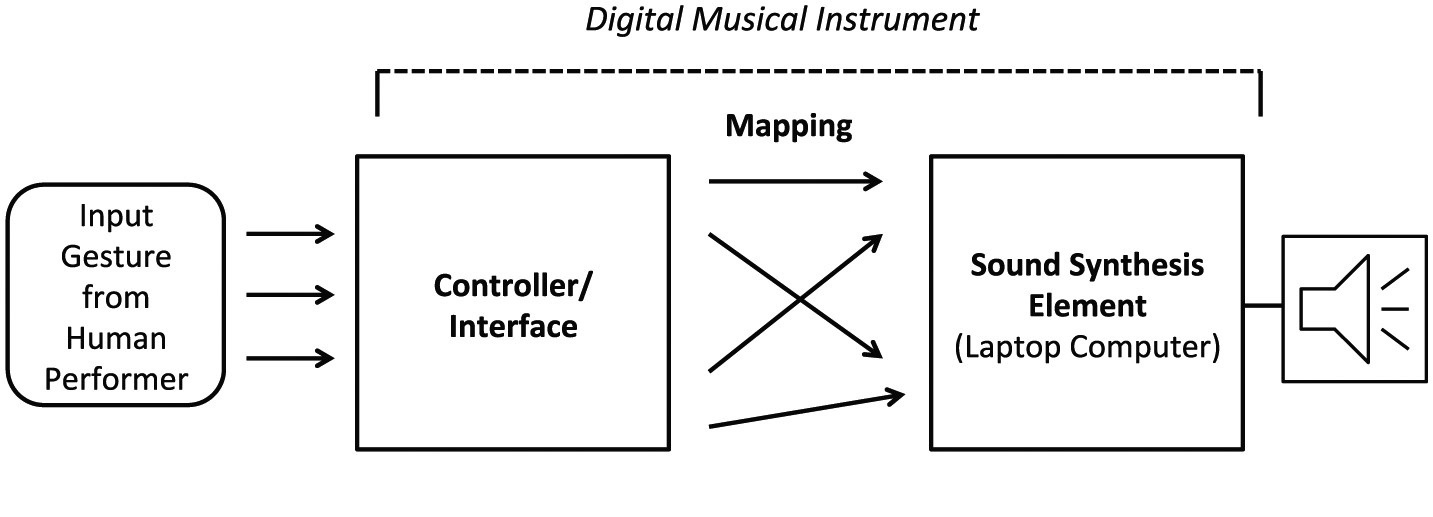 Digital Musical Instrument
Mapping
Input
Gesture
from
Human
Performer
Controller/
Interface
Sound Synthesis
Element
(Laptop Computer)